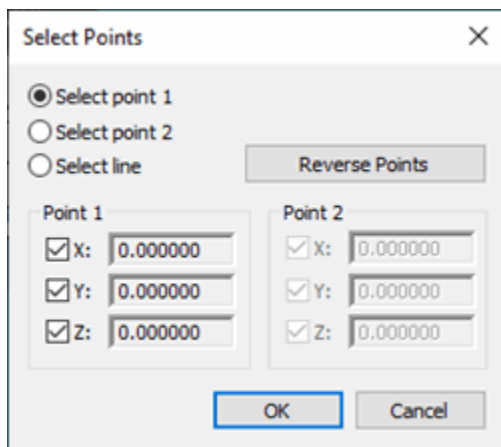 Select Points
Select point 1
Select point 2
Select line
Reverse Points
Point 1
X: 0.000000
Y: 0.000000
Z: 0.000000
Point 2
X: 0.000000
Y: 0.000000
Z: 0.000000
OK
Cancel